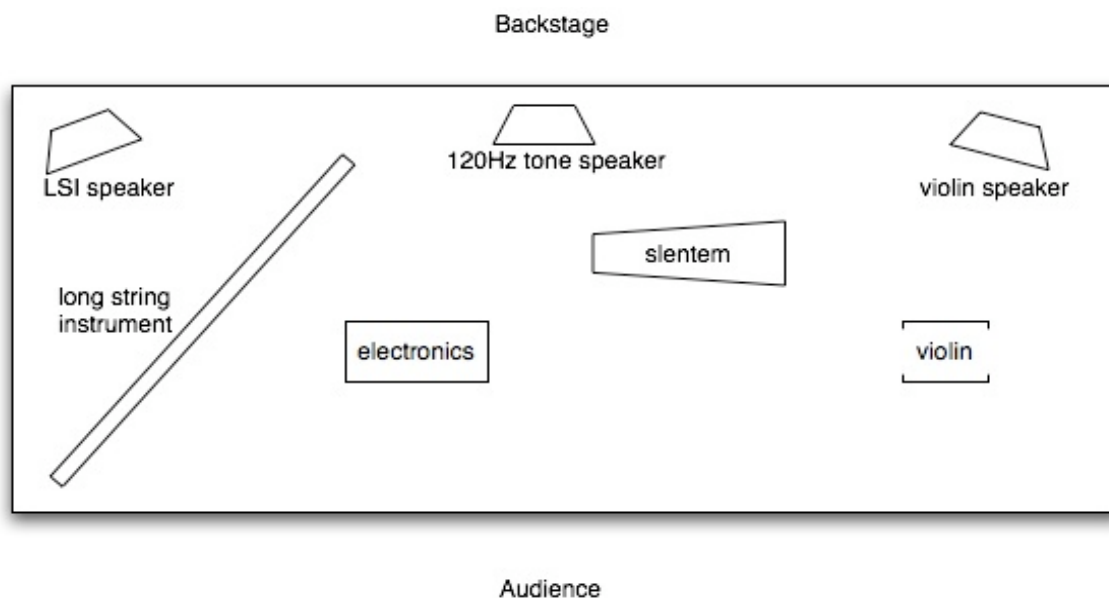 Backstage
120Hz tone speaker
LSI speaker
violin speaker
slentem
long string
instrument
electronics
violin
Audience